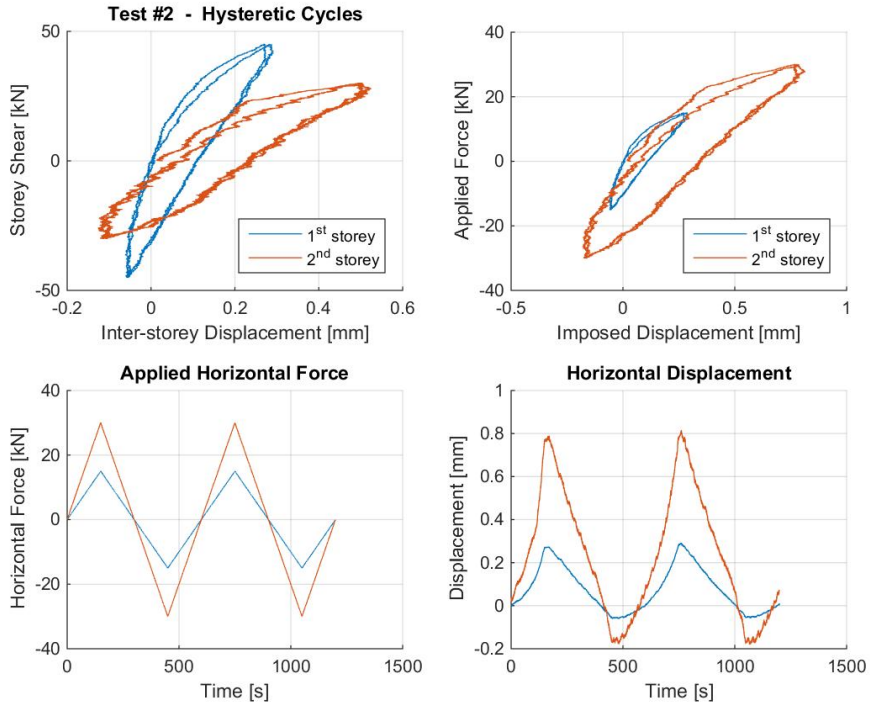 Test #2 - Hysteretic Cycles
50
0
-50
Storey Shear [kN]
-0.2 0 0.2 0.4 0.6
Inter-storey Displacement [mm]
1st storey
2nd storey
40
20
0
-20
-40
Applied Force [kN]
-0.5 0 0.5 1
Imposed Displacement [mm]
1st storey
2nd storey
Applied Horizontal Force
40
20
0
-20
-40
Horizontal Force [kN]
0 500 1000 1500
Time [s]
Horizontal Displacement
1
0.8
0.6
0.4
0.2
0
-0.2
Displacement [mm]
0 500 1000 1500
Time [s]